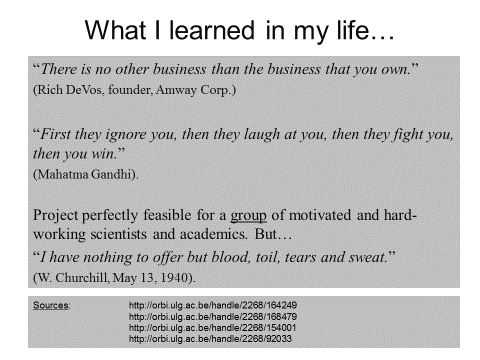 What I learned in my life…
“There is no other business than the business that you own.”
(Rich DeVos, founder, Amway Corp.)
“First they ignore you, then they laugh at you, then they fight you,
then you win.”
(Mahatma Gandhi).
Project perfectly feasible for a group of motivated and hard-
working scientists and academics. But…
“I have nothing to offer but blood, toil, tears and sweat.”
(W. Churchill, May 13, 1940).
Sources: http://orbi.ulg.ac.be/handle/2268/164249
http://orbi.ulg.ac.be/handle/2268/168479
http://orbi.ulg.ac.be/handle/2268/154001
http://orbi.ulg.ac.be/handle/2268/92033